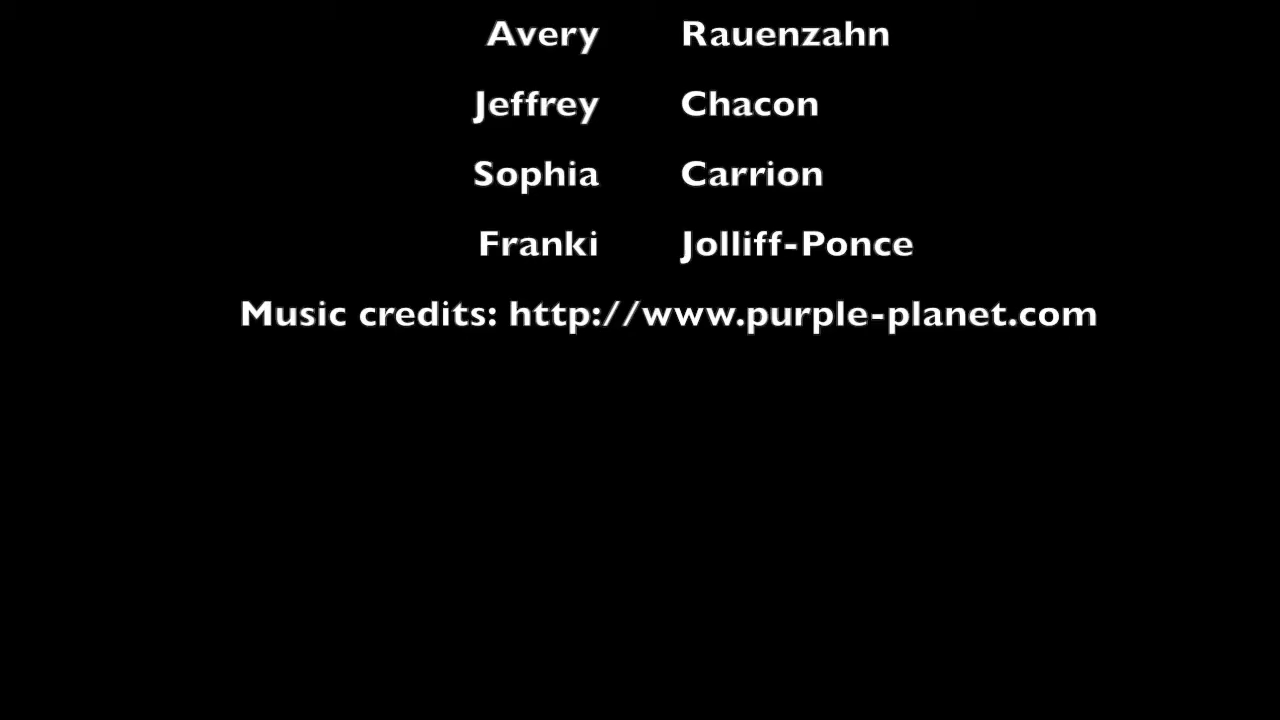 Avery Rauenzahn
Jeffrey Chacon
Sophia Carrion
Franki Jolliff-Ponce
Music credits: http://www.purple-planet.com